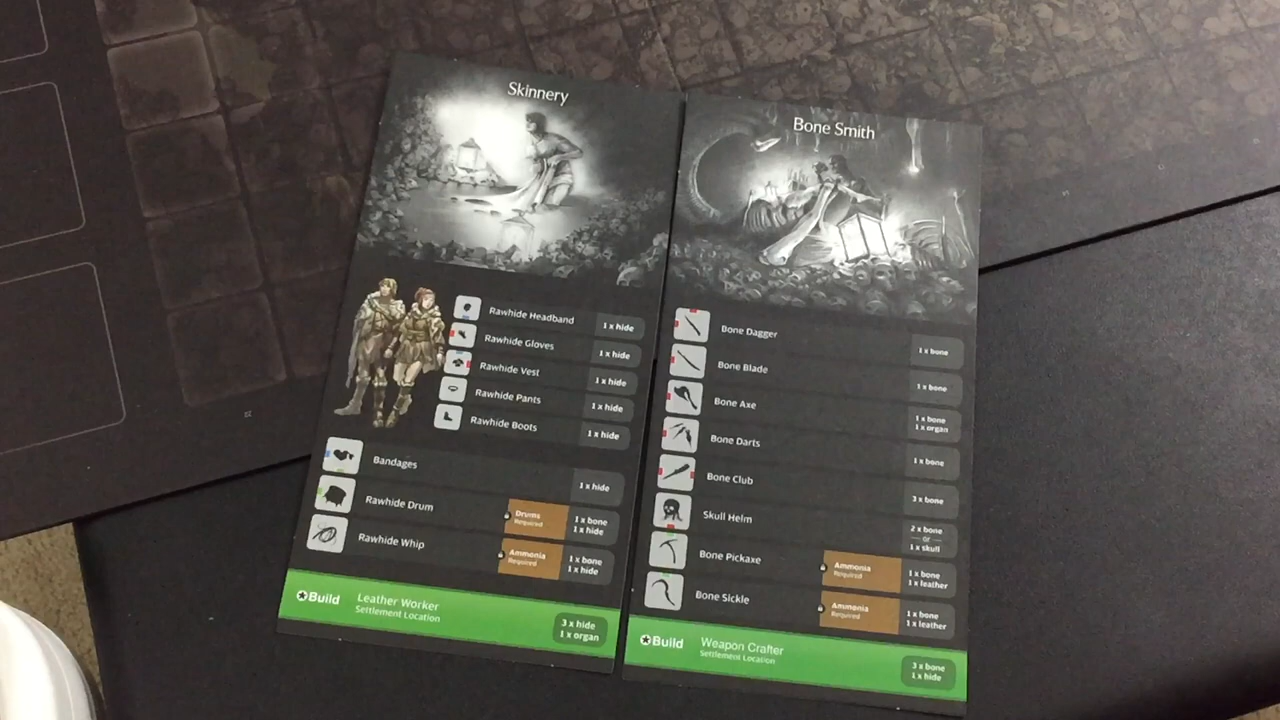 Skinnery
Rawhide Headband 1 x hide
Rawhide Gloves 1 x hide
Rawhide Vest 1 x hide
Rawhide Pants 1 x hide
Rawhide Boots 1 x hide
Bandages 1 x hide
Rawhide Drum Drums Required 1 x bone 1 x hide
Rawhide Whip Ammonia Required 1 x bone 1 x hide
Build Leather Worker
Settlement Location
3 x hide
1 x organ
Bone Smith
Bone Dagger 1 x bone
Bone Blade 1 x bone
Bone Axe 1 x bone 1 x organ
Bone Darts 1 x bone
Bone Club 3 x bone
Skull Helm 2 x bone or 1 x skull
Bone Pickaxe Ammonia Required 1 x bone 1 x leather
Bone Sickle Ammonia Required 1 x bone 1 x leather
Build Weapon Crafter
Settlement Location
3 x bone
1 x hide